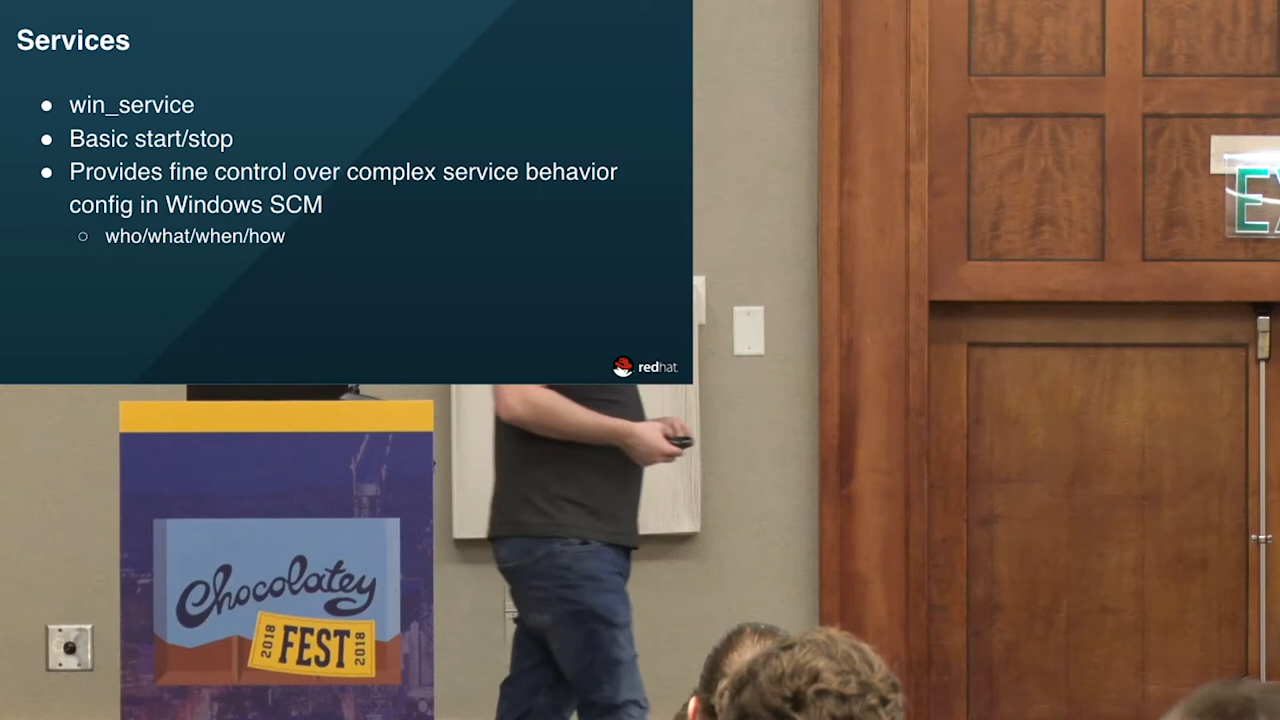 Services
win_service
Basic start/stop
Provides fine control over complex service behavior
config in Windows SCM
who/what/when/how
redhat.
Chocolatey
2018 FEST 2018
E